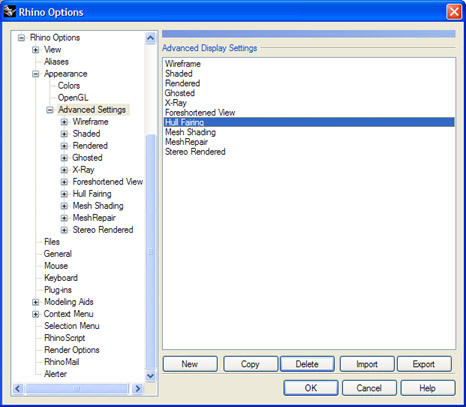 Rhino Options
Rhino Options
View
Aliases
Appearance
Colors
OpenGL
Advanced Settings
Wireframe
Shaded
Rendered
Ghosted
X-Ray
Foreshortened View
Hull Fairing
Mesh Shading
MeshRepair
Stereo Rendered
Files
General
Mouse
Keyboard
Plug-ins
Modeling Aids
Context Menu
Selection Menu
RhinoScript
Render Options
RhinoMail
Alerter
Advanced Display Settings
Wireframe
Shaded
Rendered
Ghosted
X-Ray
Foreshortened View
Hull Fairing
Mesh Shading
MeshRepair
Stereo Rendered
New Copy Delete Import Export
OK Cancel Help